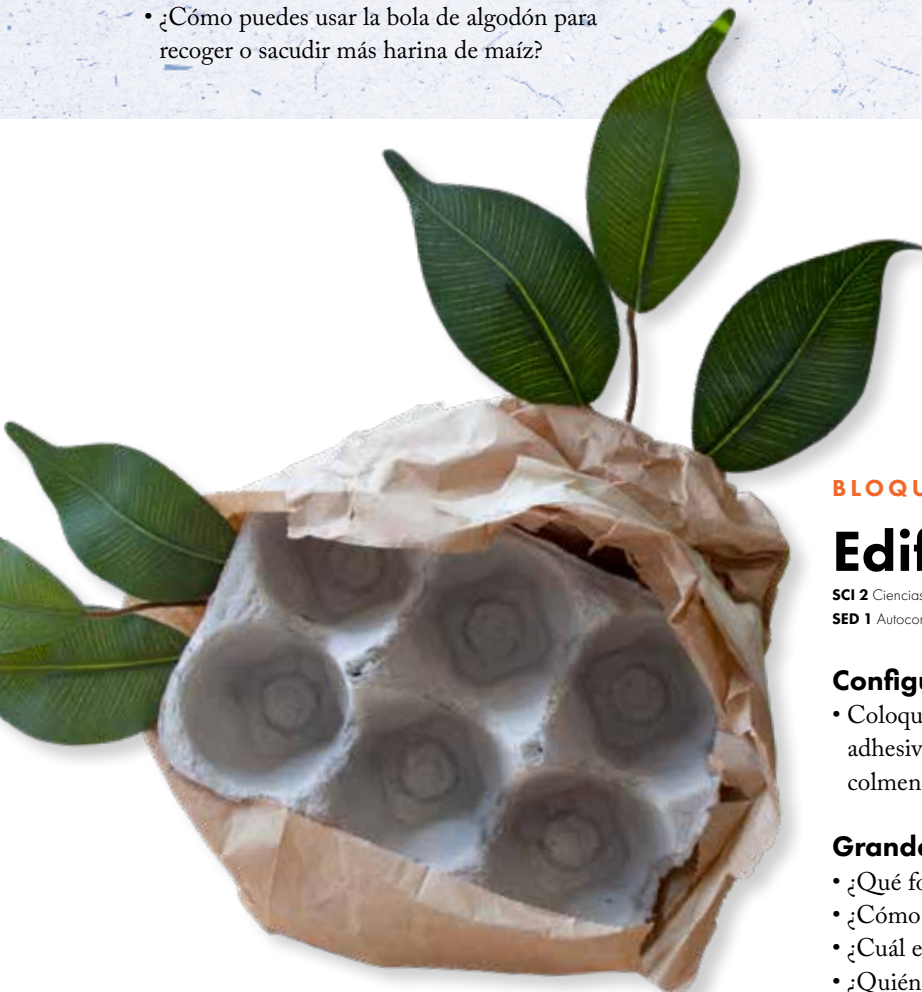 • ¿Cómo puedes usar la bola de algodón para
recoger o sacudir más harina de maíz?
BLOQU
Edif
SCI 2 Ciencias
SED 1 Autocon
Configu
• Coloqu
adhesiv
colmen
Grande
• ¿Qué fo
• ¿Cómo
• ¿Cuál e
• ¿Quién